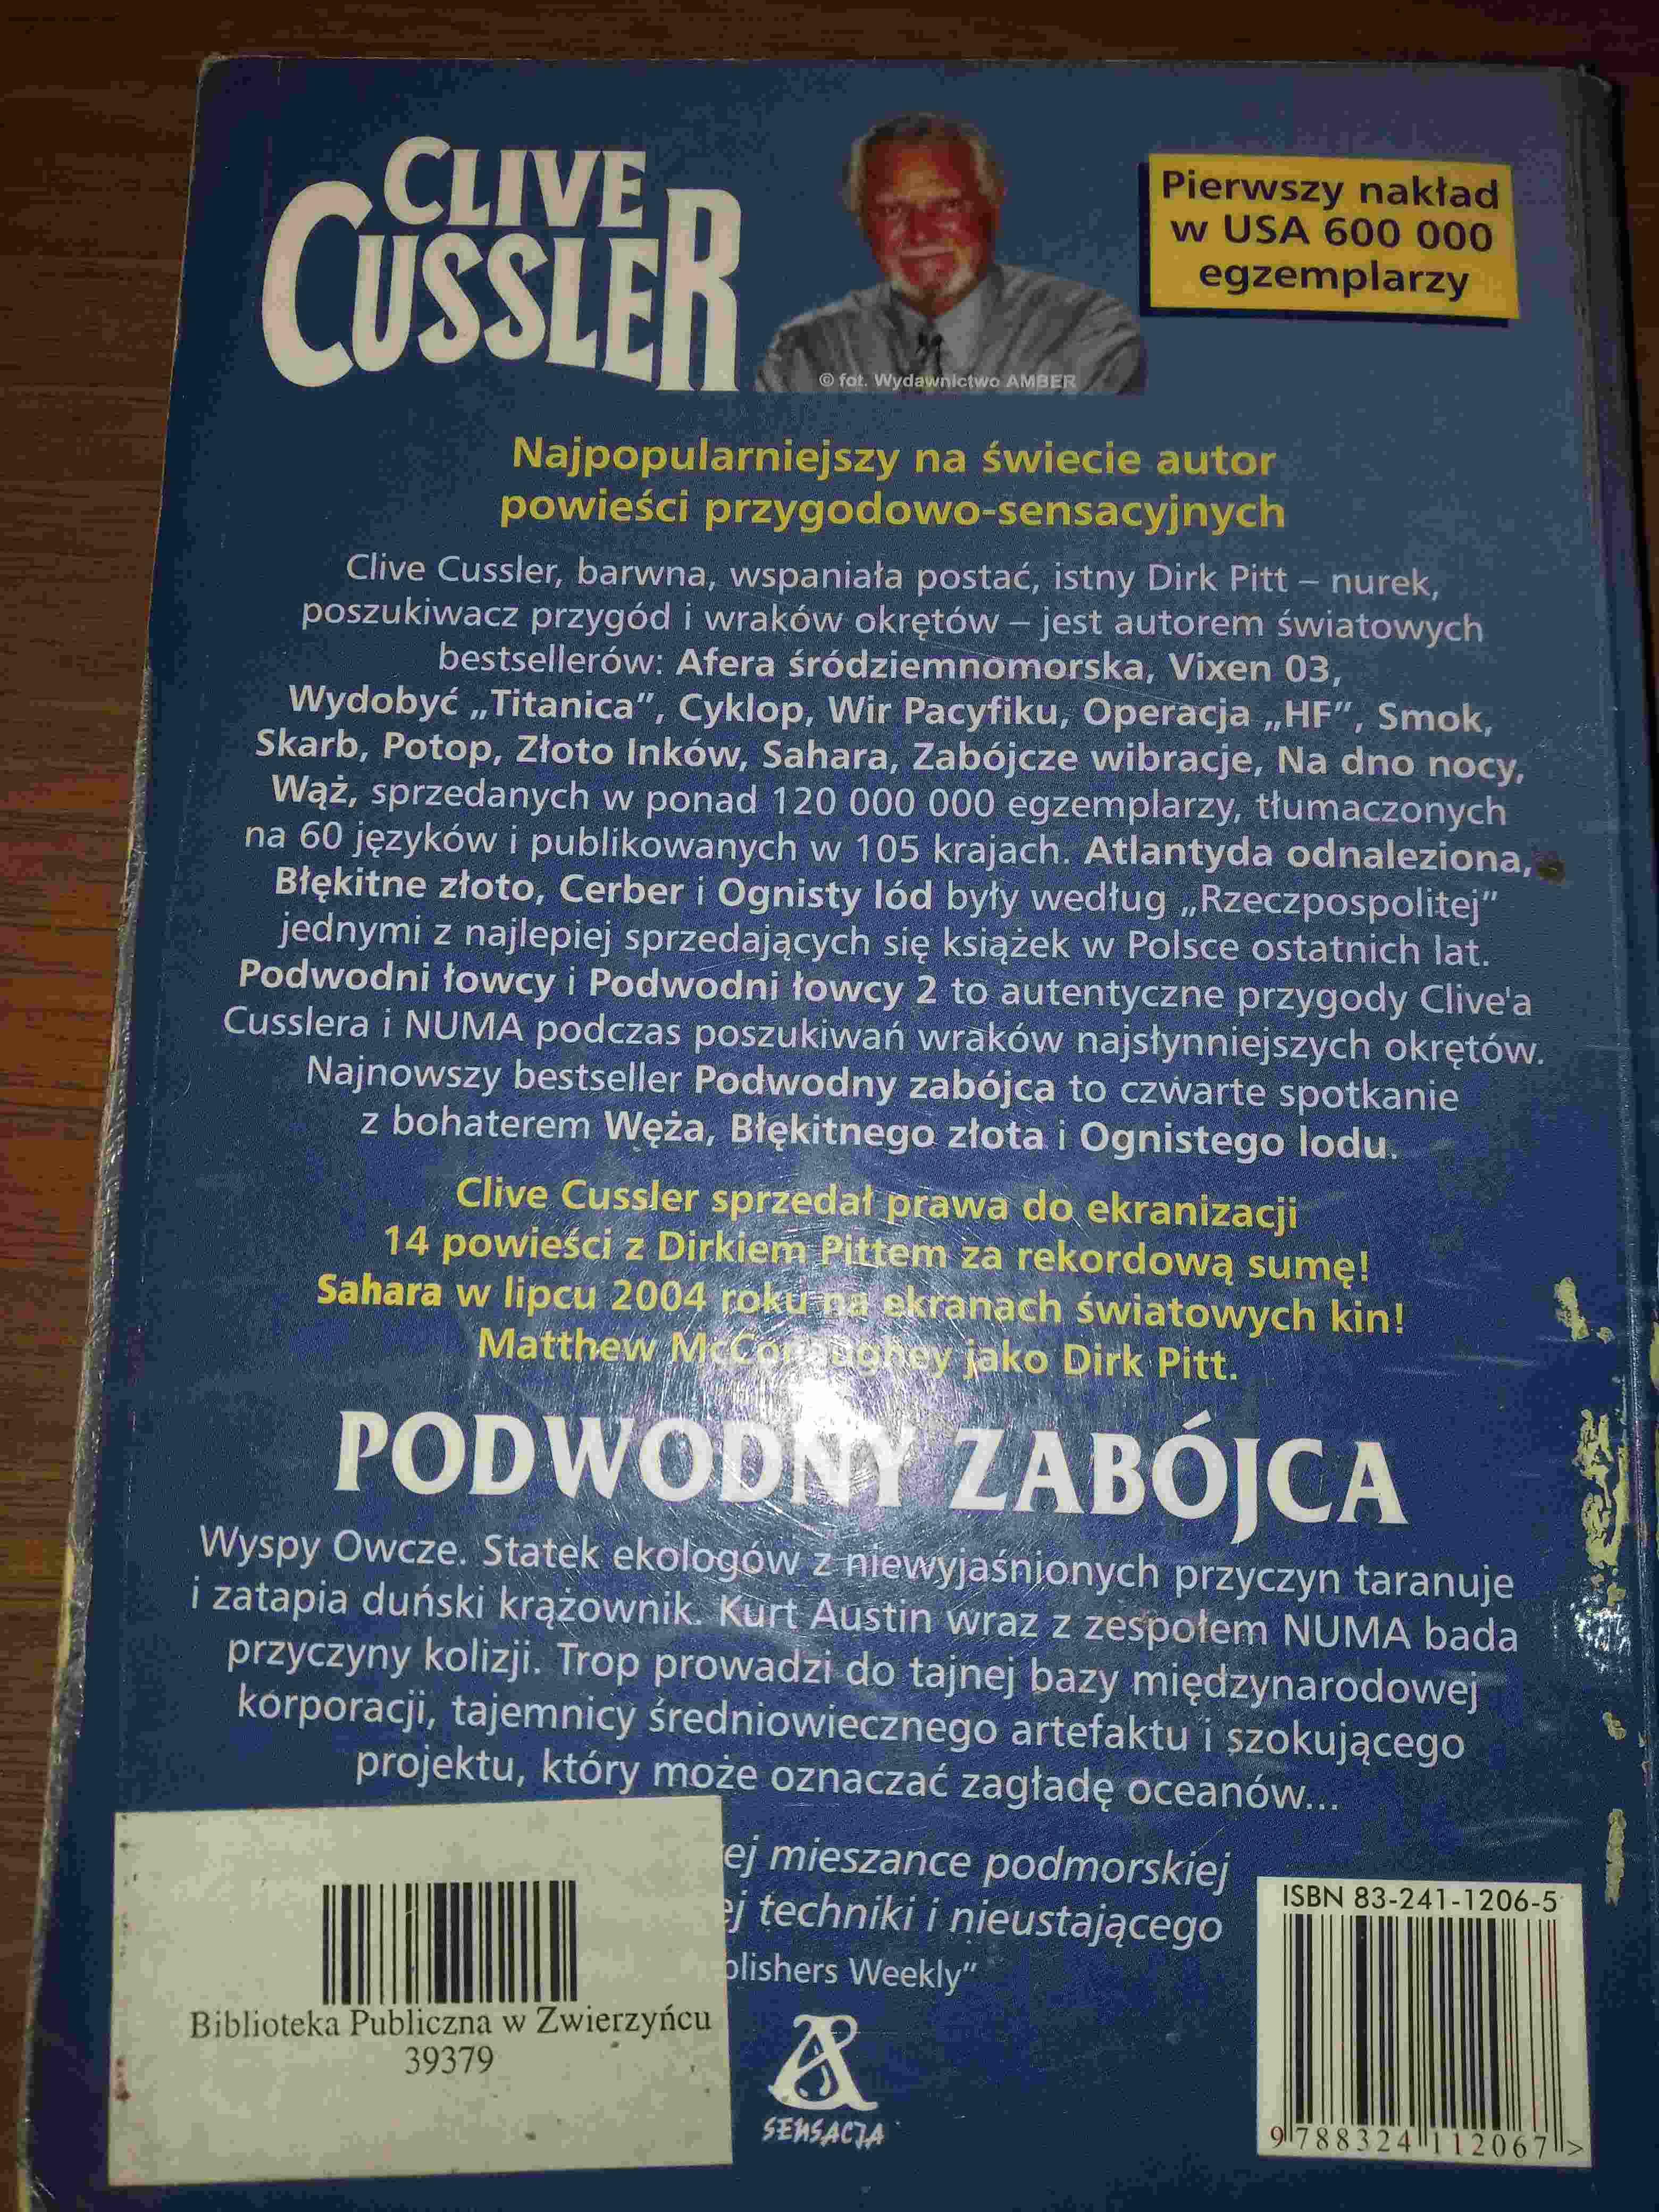 CLIVE
CUSSLER
© fot. Wydawnictwo AMBER
Pierwszy nakład
w USA 600 000
egzemplarzy
Najpopularniejszy na świecie autor
powieści przygodowo-sensacyjnych
Clive Cussler, barwna, wspaniała postać, istny Dirk Pitt – nurek,
poszukiwacz przygód i wraków okrętów – jest autorem światowych
bestsellerów: Afera śródziemnomorska, Vixen 03,
Wydobyć „Titanica”, Cyklop, Wir Pacyfiku, Operacja „HF”, Smok,
Skarb, Potop, Złoto Inków, Sahara, Zabójcze wibracje, Na dno nocy,
Wąż, sprzedanych w ponad 120 000 000 egzemplarzy, tłumaczonych
na 60 języków i publikowanych w 105 krajach. Atlantyda odnaleziona,
Błękitne złoto, Cerber i Ognisty lód były według „Rzeczpospolitej”
jednymi z najlepiej sprzedających się książek w Polsce ostatnich lat.
Podwodni łowcy i Podwodni łowcy 2 to autentyczne przygody Clive'a
Cusslera i NUMA podczas poszukiwań wraków najsłynniejszych okrętów.
Najnowszy bestseller Podwodny zabójca to czwarte spotkanie
z bohaterem Węża, Błękitnego złota i Ognistego lodu.
Clive Cussler sprzedał prawa do ekranizacji
14 powieści z Dirkiem Pittem za rekordową sumę!
Sahara w lipcu 2004 roku na ekranach światowych kin!
Matthew McConaughey jako Dirk Pitt.
PODWODNY ZABÓJCA
Wyspy Owcze. Statek ekologów z niewyjaśnionych przyczyn taranuje
i zatapia duński krążownik. Kurt Austin wraz z zespołem NUMA bada
przyczyny kolizji. Trop prowadzi do tajnej bazy międzynarodowej
korporacji, tajemnicy średniowiecznego artefaktu i szokującego
projektu, który może oznaczać zagładę oceanów...
ej mieszance podmorskiej
ej techniki i nieustającego
blishers Weekly”
Biblioteka Publiczna w Zwierzyńcu
39379
SENSACJA
ISBN 83-241-1206-5
9 788324 112067 >